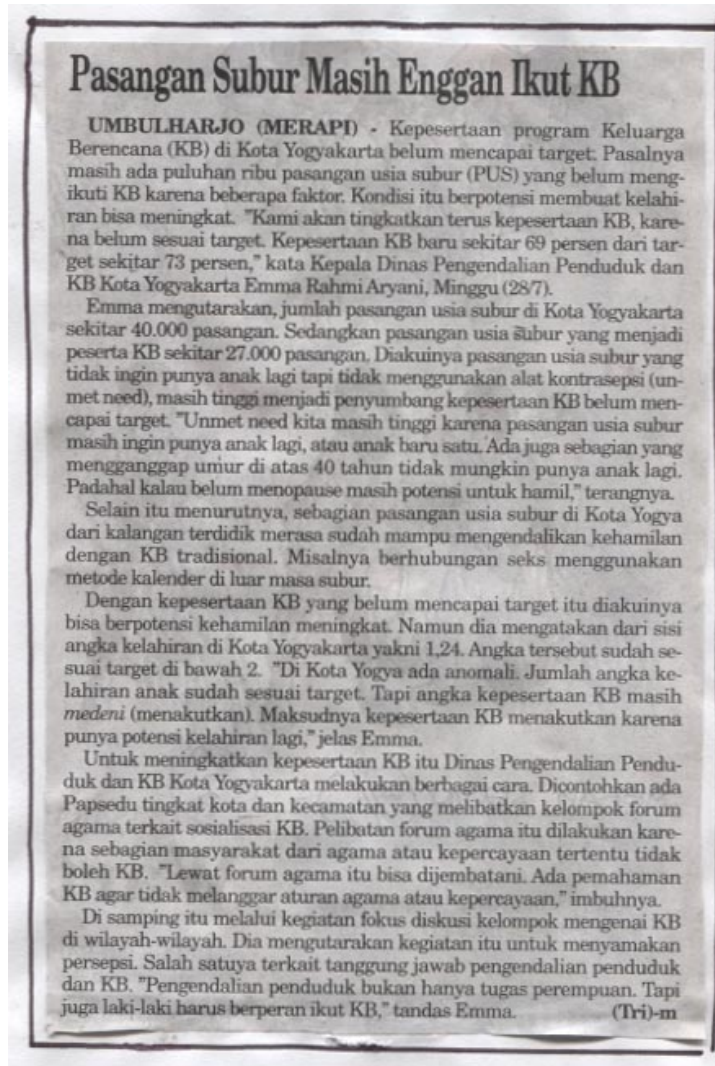 Pasangan Subur Masih Enggan Ikut KB
UMBULHARJO (MERAPI) - Kepesertaan program Keluarga
Berencana (KB) di Kota Yogyakarta belum mencapai target. Pasalnya
masih ada puluhan ribu pasangan usia subur (PUS) yang belum meng-
ikuti KB karena beberapa faktor. Kondisi itu berpotensi membuat kelahi-
ran bisa meningkat. "Kami akan tingkatkan terus kepesertaan KB, kare-
na belum sesuai target. Kepesertaan KB baru sekitar 69 persen dari tar-
get sekitar 73 persen," kata Kepala Dinas Pengendalian Penduduk dan
KB Kota Yogyakarta Emma Rahmi Aryani, Minggu (28/7).
Emma mengutarakan, jumlah pasangan usia subur di Kota Yogyakarta
sekitar 40.000 pasangan. Sedangkan pasangan usia subur yang menjadi
peserta KB sekitar 27.000 pasangan. Diakuinya pasangan usia subur yang
tidak ingin punya anak lagi tapi tidak menggunakan alat kontrasepsi (un-
met need), masih tinggi menjadi penyumbang kepesertaan KB belum men-
capai target. "Unmet need kita masih tinggi karena pasangan usia subur
masih ingin punya anak lagi, atau anak baru satu. Ada juga sebagian yang
mengganggap umur di atas 40 tahun tidak mungkin punya anak lagi.
Padahal kalau belum menopause masih potensi untuk hamil," terangnya.
Selain itu menurutnya, sebagian pasangan usia subur di Kota Yogya
dari kalangan terdidik merasa sudah mampu mengendalikan kehamilan
dengan KB tradisional. Misalnya berhubungan seks menggunakan
metode kalender di luar masa subur.
Dengan kepesertaan KB yang belum mencapai target itu diakuinya
bisa berpotensi kehamilan meningkat. Namun dia mengatakan dari sisi
angka kelahiran di Kota Yogyakarta yakni 1,24. Angka tersebut sudah se-
suai target di bawah 2. "Di Kota Yogya ada anomali. Jumlah angka ke-
lahiran anak sudah sesuai target. Tapi angka kepesertaan KB masih
medeni (menakutkan). Maksudnya kepesertaan KB menakutkan karena
punya potensi kelahiran lagi," jelas Emma.
Untuk meningkatkan kepesertaan KB itu Dinas Pengendalian Pendu-
duk dan KB Kota Yogyakarta melakukan berbagai cara. Dicontohkan ada
Papsedu tingkat kota dan kecamatan yang melibatkan kelompok forum
agama terkait sosialisasi KB. Pelibatan forum agama itu dilakukan kare-
na sebagian masyarakat dari agama atau kepercayaan tertentu tidak
boleh KB. "Lewat forum agama itu bisa dijembatani. Ada pemahaman
KB agar tidak melanggar aturan agama atau kepercayaan," imbuhnya.
Di samping itu melalui kegiatan fokus diskusi kelompok mengenai KB
di wilayah-wilayah. Dia mengutarakan kegiatan itu untuk menyamakan
persepsi. Salah satuya terkait tanggung jawab pengendalian penduduk
dan KB. "Pengendalian penduduk bukan hanya tugas perempuan. Tapi
juga laki-laki harus berperan ikut KB," tandas Emma. (Tri)-m